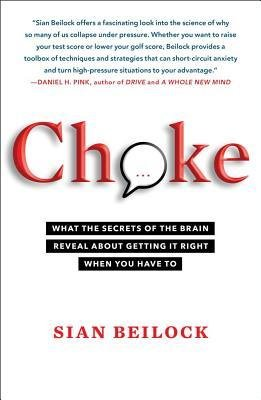 “Sian Beilock offers a fascinating look into the science of why
so many of us collapse under pressure. Whether you want to raise
your test score or lower your golf score, Beilock provides a
toolbox of techniques and strategies that can short-circuit anxiety
and turn high-pressure situations to your advantage.”
—DANIEL H. PINK, author of DRIVE and A WHOLE NEW MIND
Choke
...
WHAT THE SECRETS OF THE BRAIN
REVEAL ABOUT GETTING IT RIGHT
WHEN YOU HAVE TO
SIAN BEILOCK